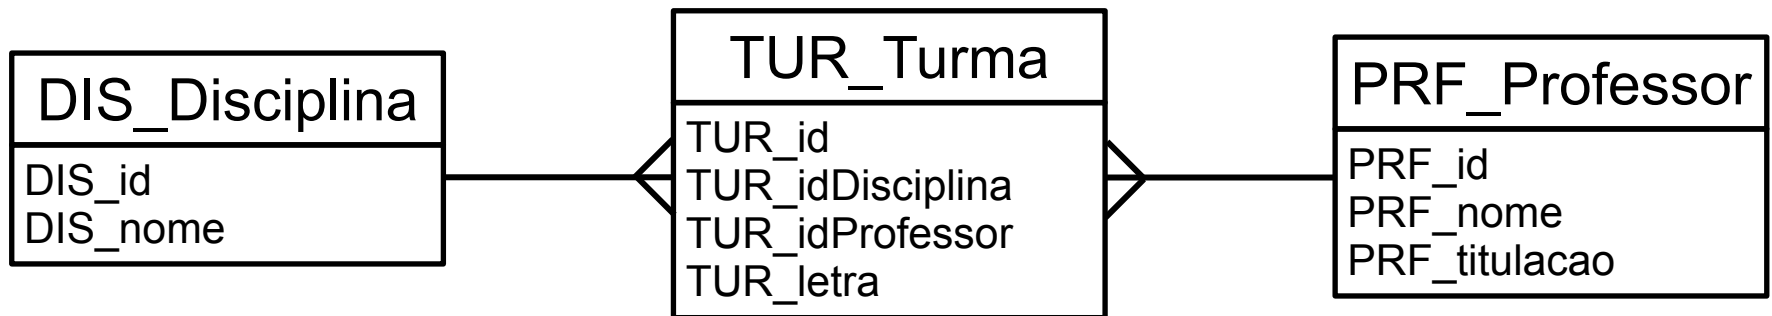 DIS_Disciplina
DIS_id
DIS_nome
TUR_Turma
TUR_id
TUR_idDisciplina
TUR_idProfessor
TUR_letra
PRF_Professor
PRF_id
PRF_nome
PRF_titulacao